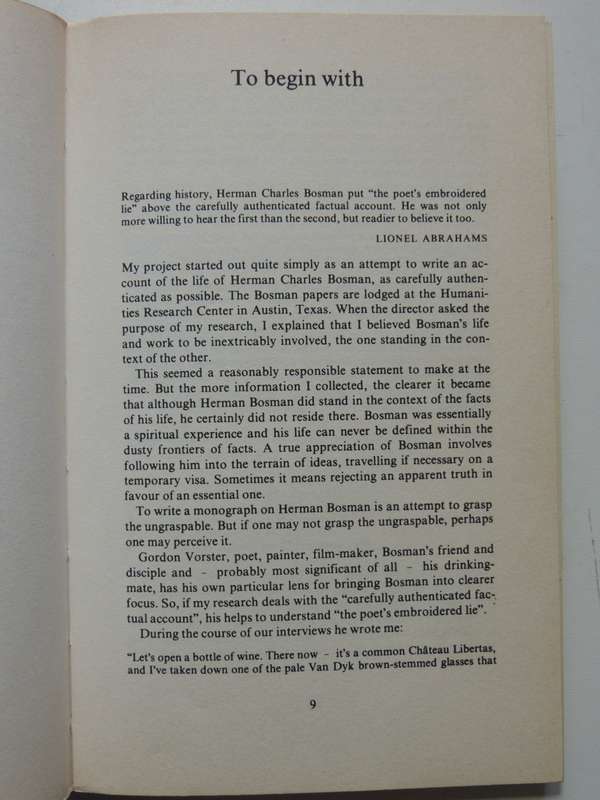 To begin with
Regarding history, Herman Charles Bosman put "the poet's embroidered
lie" above the carefully authenticated factual account. He was not only
more willing to hear the first than the second, but readier to believe it too.
LIONEL ABRAHAMS
My project started out quite simply as an attempt to write an ac-
count of the life of Herman Charles Bosman, as carefully authen-
ticated as possible. The Bosman papers are lodged at the Humani-
ties Research Center in Austin, Texas. When the director asked the
purpose of my research, I explained that I believed Bosman's life
and work to be inextricably involved, the one standing in the con-
text of the other.
This seemed a reasonably responsible statement to make at the
time. But the more information I collected, the clearer it became
that although Herman Bosman did stand in the context of the facts
of his life, he certainly did not reside there. Bosman was essentially
a spiritual experience and his life can never be defined within the
dusty frontiers of facts. A true appreciation of Bosman involves
following him into the terrain of ideas, travelling if necessary on a
temporary visa. Sometimes it means rejecting an apparent truth in
favour of an essential one.
To write a monograph on Herman Bosman is an attempt to grasp
the ungraspable. But if one may not grasp the ungraspable, perhaps
one may perceive it.
Gordon Vorster, poet, painter, film-maker, Bosman's friend and
disciple and – probably most significant of all – his drinking-
mate, has his own particular lens for bringing Bosman into clearer
focus. So, if my research deals with the "carefully authenticated fac-
tual account", his helps to understand "the poet's embroidered lie".
During the course of our interviews he wrote me:
"Let's open a bottle of wine. There now – it's a common Château Libertas,
and I've taken down one of the pale Van Dyk brown-stemmed glasses that
9